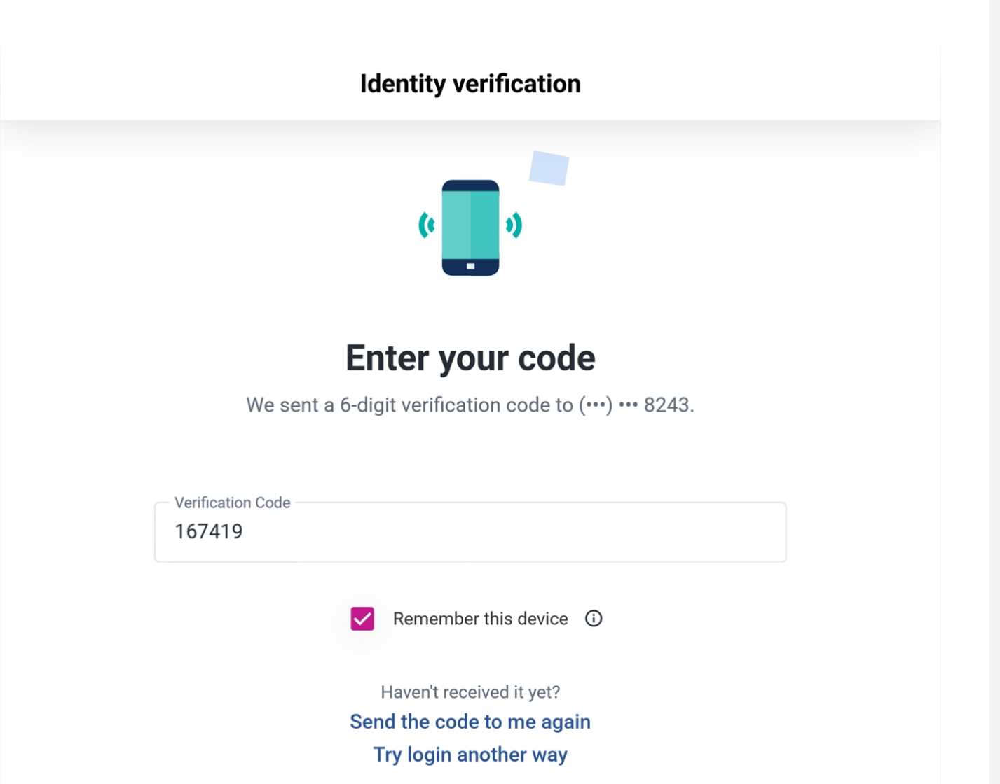 Identity verification
Enter your code
We sent a 6-digit verification code to (•••) ••• 8243.
Verification Code
167419
Remember this device
Haven't received it yet?
Send the code to me again
Try login another way